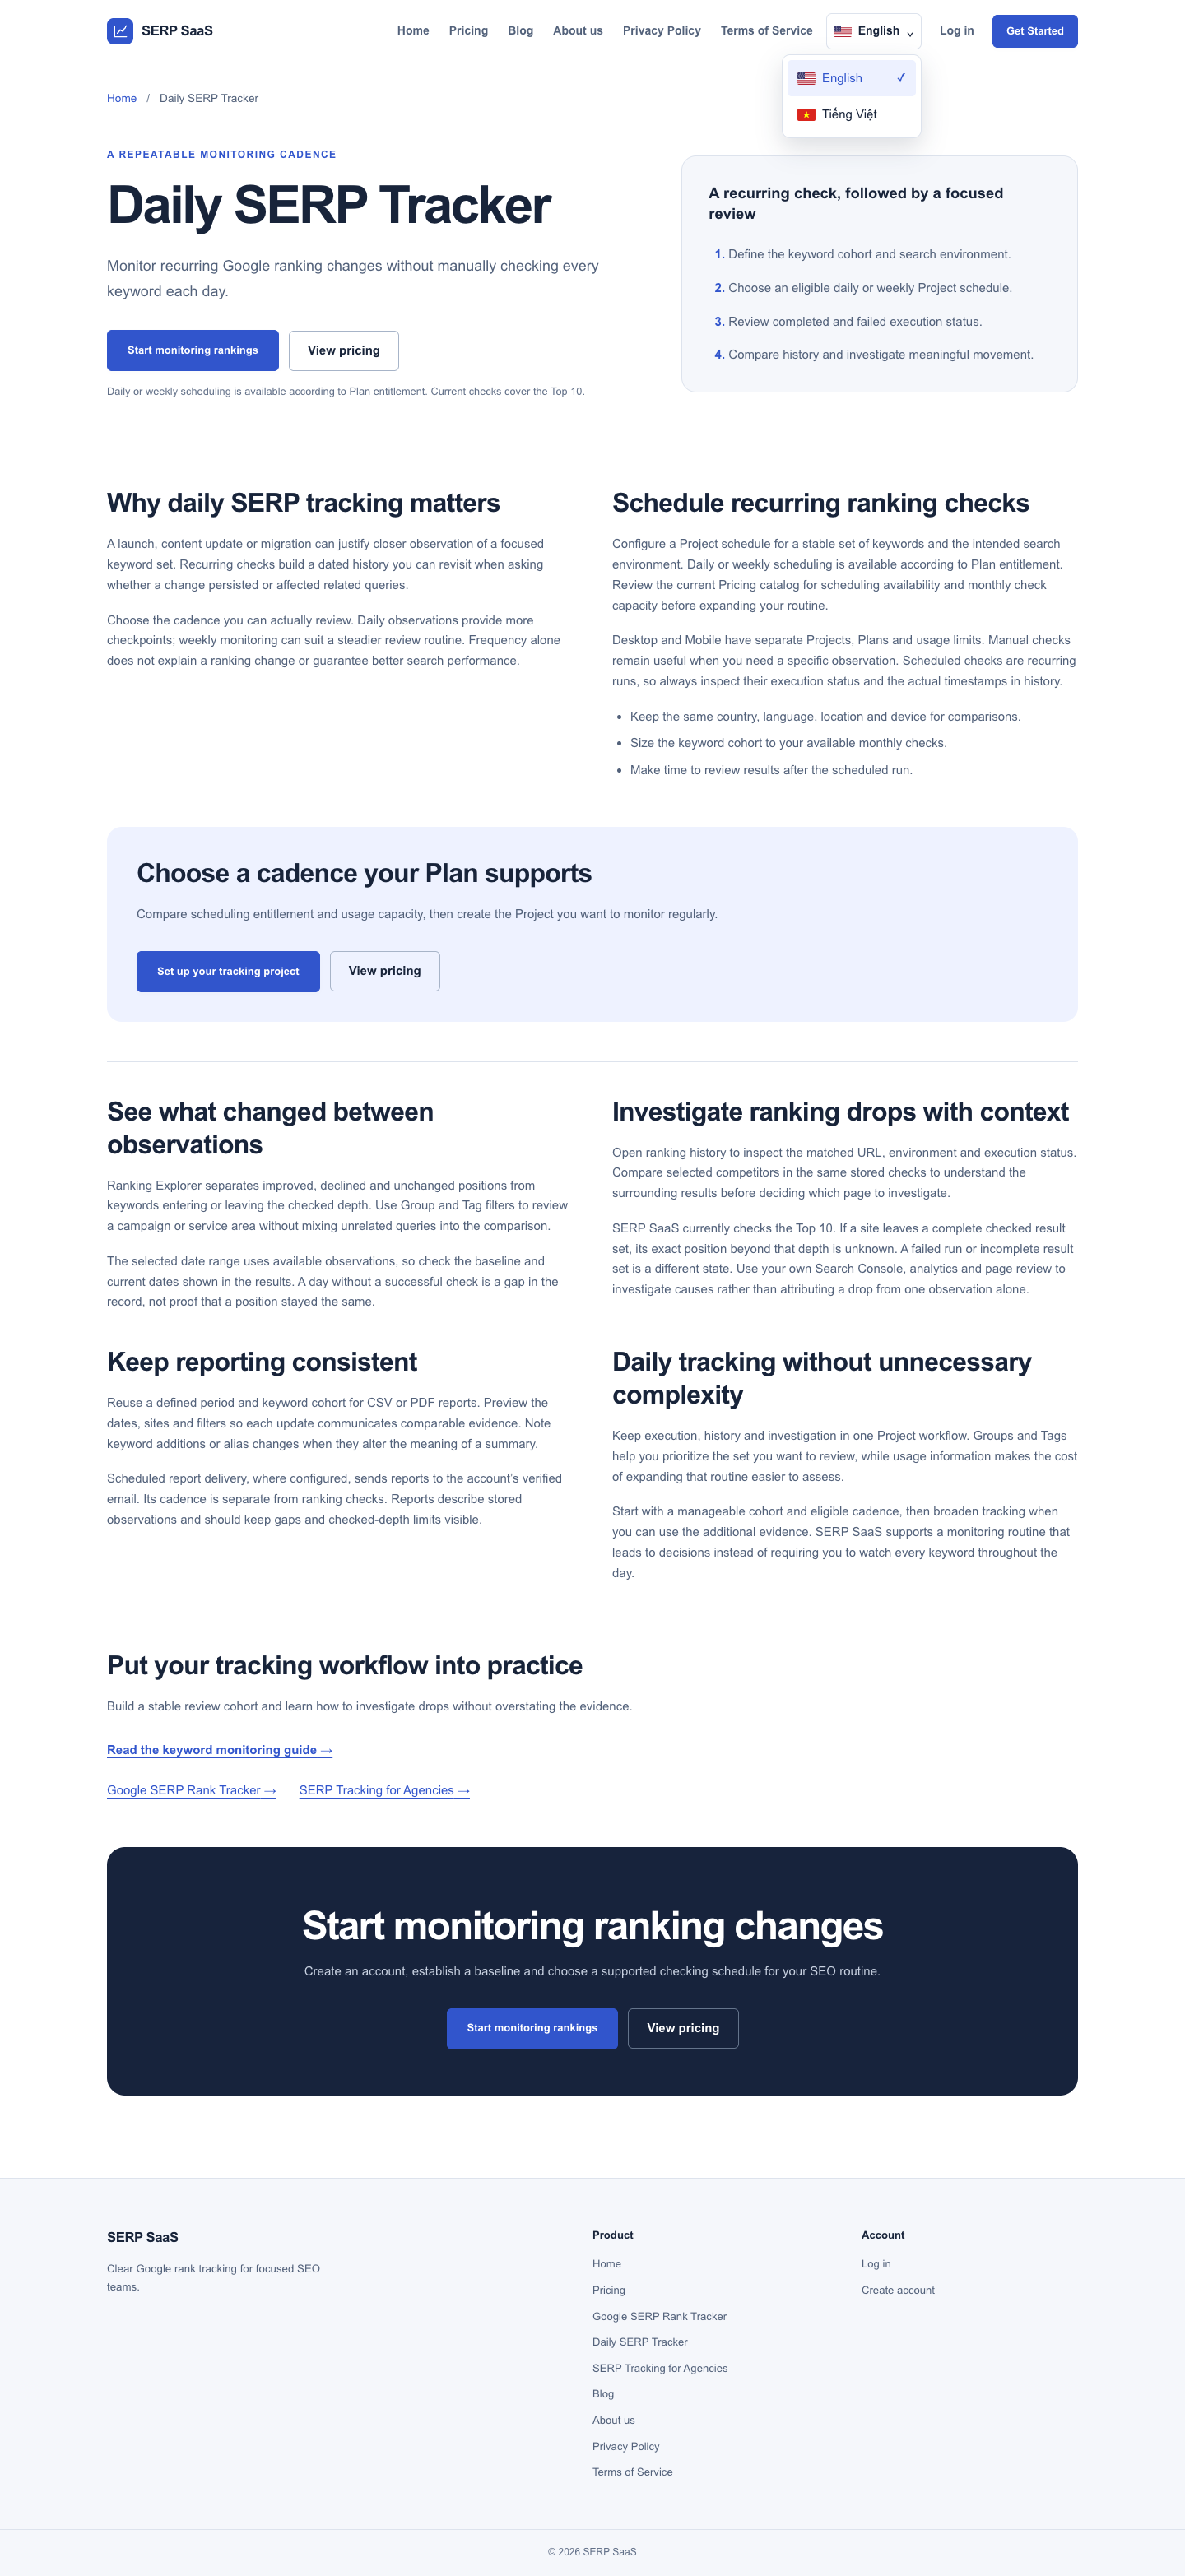 SERP SaaS
Home Pricing Blog About us Privacy Policy Terms of Service English Log in Get Started
English ✓
Tiếng Việt
Home / Daily SERP Tracker
A REPEATABLE MONITORING CADENCE
Daily SERP Tracker
Monitor recurring Google ranking changes without manually checking every
keyword each day.
Start monitoring rankings View pricing
Daily or weekly scheduling is available according to Plan entitlement. Current checks cover the Top 10.
A recurring check, followed by a focused
review
1. Define the keyword cohort and search environment.
2. Choose an eligible daily or weekly Project schedule.
3. Review completed and failed execution status.
4. Compare history and investigate meaningful movement.
Why daily SERP tracking matters
A launch, content update or migration can justify closer observation of a focused
keyword set. Recurring checks build a dated history you can revisit when asking
whether a change persisted or affected related queries.
Choose the cadence you can actually review. Daily observations provide more
checkpoints; weekly monitoring can suit a steadier review routine. Frequency alone
does not explain a ranking change or guarantee better search performance.
Schedule recurring ranking checks
Configure a Project schedule for a stable set of keywords and the intended search
environment. Daily or weekly scheduling is available according to Plan entitlement.
Review the current Pricing catalog for scheduling availability and monthly check
capacity before expanding your routine.
Desktop and Mobile have separate Projects, Plans and usage limits. Manual checks
remain useful when you need a specific observation. Scheduled checks are recurring
runs, so always inspect their execution status and the actual timestamps in history.
• Keep the same country, language, location and device for comparisons.
• Size the keyword cohort to your available monthly checks.
• Make time to review results after the scheduled run.
Choose a cadence your Plan supports
Compare scheduling entitlement and usage capacity, then create the Project you want to monitor regularly.
Set up your tracking project View pricing
See what changed between
observations
Ranking Explorer separates improved, declined and unchanged positions from
keywords entering or leaving the checked depth. Use Group and Tag filters to review
a campaign or service area without mixing unrelated queries into the comparison.
The selected date range uses available observations, so check the baseline and
current dates shown in the results. A day without a successful check is a gap in the
record, not proof that a position stayed the same.
Investigate ranking drops with context
Open ranking history to inspect the matched URL, environment and execution status.
Compare selected competitors in the same stored checks to understand the
surrounding results before deciding which page to investigate.
SERP SaaS currently checks the Top 10. If a site leaves a complete checked result
set, its exact position beyond that depth is unknown. A failed run or incomplete result
set is a different state. Use your own Search Console, analytics and page review to
investigate causes rather than attributing a drop from one observation alone.
Keep reporting consistent
Reuse a defined period and keyword cohort for CSV or PDF reports. Preview the
dates, sites and filters so each update communicates comparable evidence. Note
keyword additions or alias changes when they alter the meaning of a summary.
Scheduled report delivery, where configured, sends reports to the account's verified
email. Its cadence is separate from ranking checks. Reports describe stored
observations and should keep gaps and checked-depth limits visible.
Daily tracking without unnecessary
complexity
Keep execution, history and investigation in one Project workflow. Groups and Tags
help you prioritize the set you want to review, while usage information makes the cost
of expanding that routine easier to assess.
Start with a manageable cohort and eligible cadence, then broaden tracking when
you can use the additional evidence. SERP SaaS supports a monitoring routine that
leads to decisions instead of requiring you to watch every keyword throughout the
day.
Put your tracking workflow into practice
Build a stable review cohort and learn how to investigate drops without overstating the evidence.
Read the keyword monitoring guide →
Google SERP Rank Tracker → SERP Tracking for Agencies →
Start monitoring ranking changes
Create an account, establish a baseline and choose a supported checking schedule for your SEO routine.
Start monitoring rankings View pricing
SERP SaaS
Clear Google rank tracking for focused SEO
teams.
Product
Home
Pricing
Google SERP Rank Tracker
Daily SERP Tracker
SERP Tracking for Agencies
Blog
About us
Privacy Policy
Terms of Service
Account
Log in
Create account
© 2026 SERP SaaS